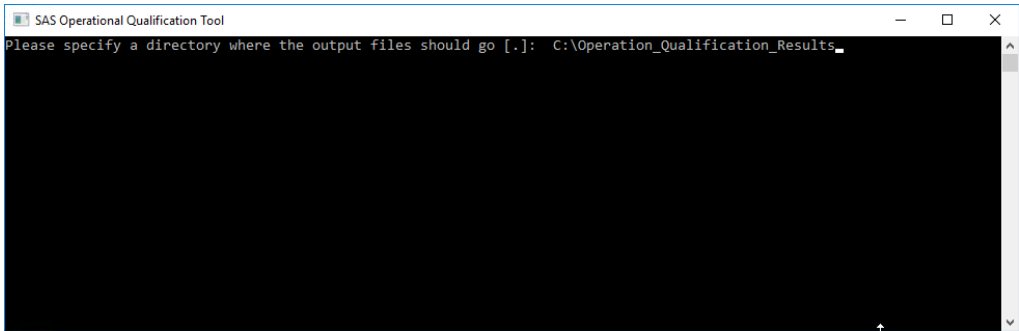 SAS Operational Qualification Tool
Please specify a directory where the output files should go [.]:  C:\Operation_Qualification_Results